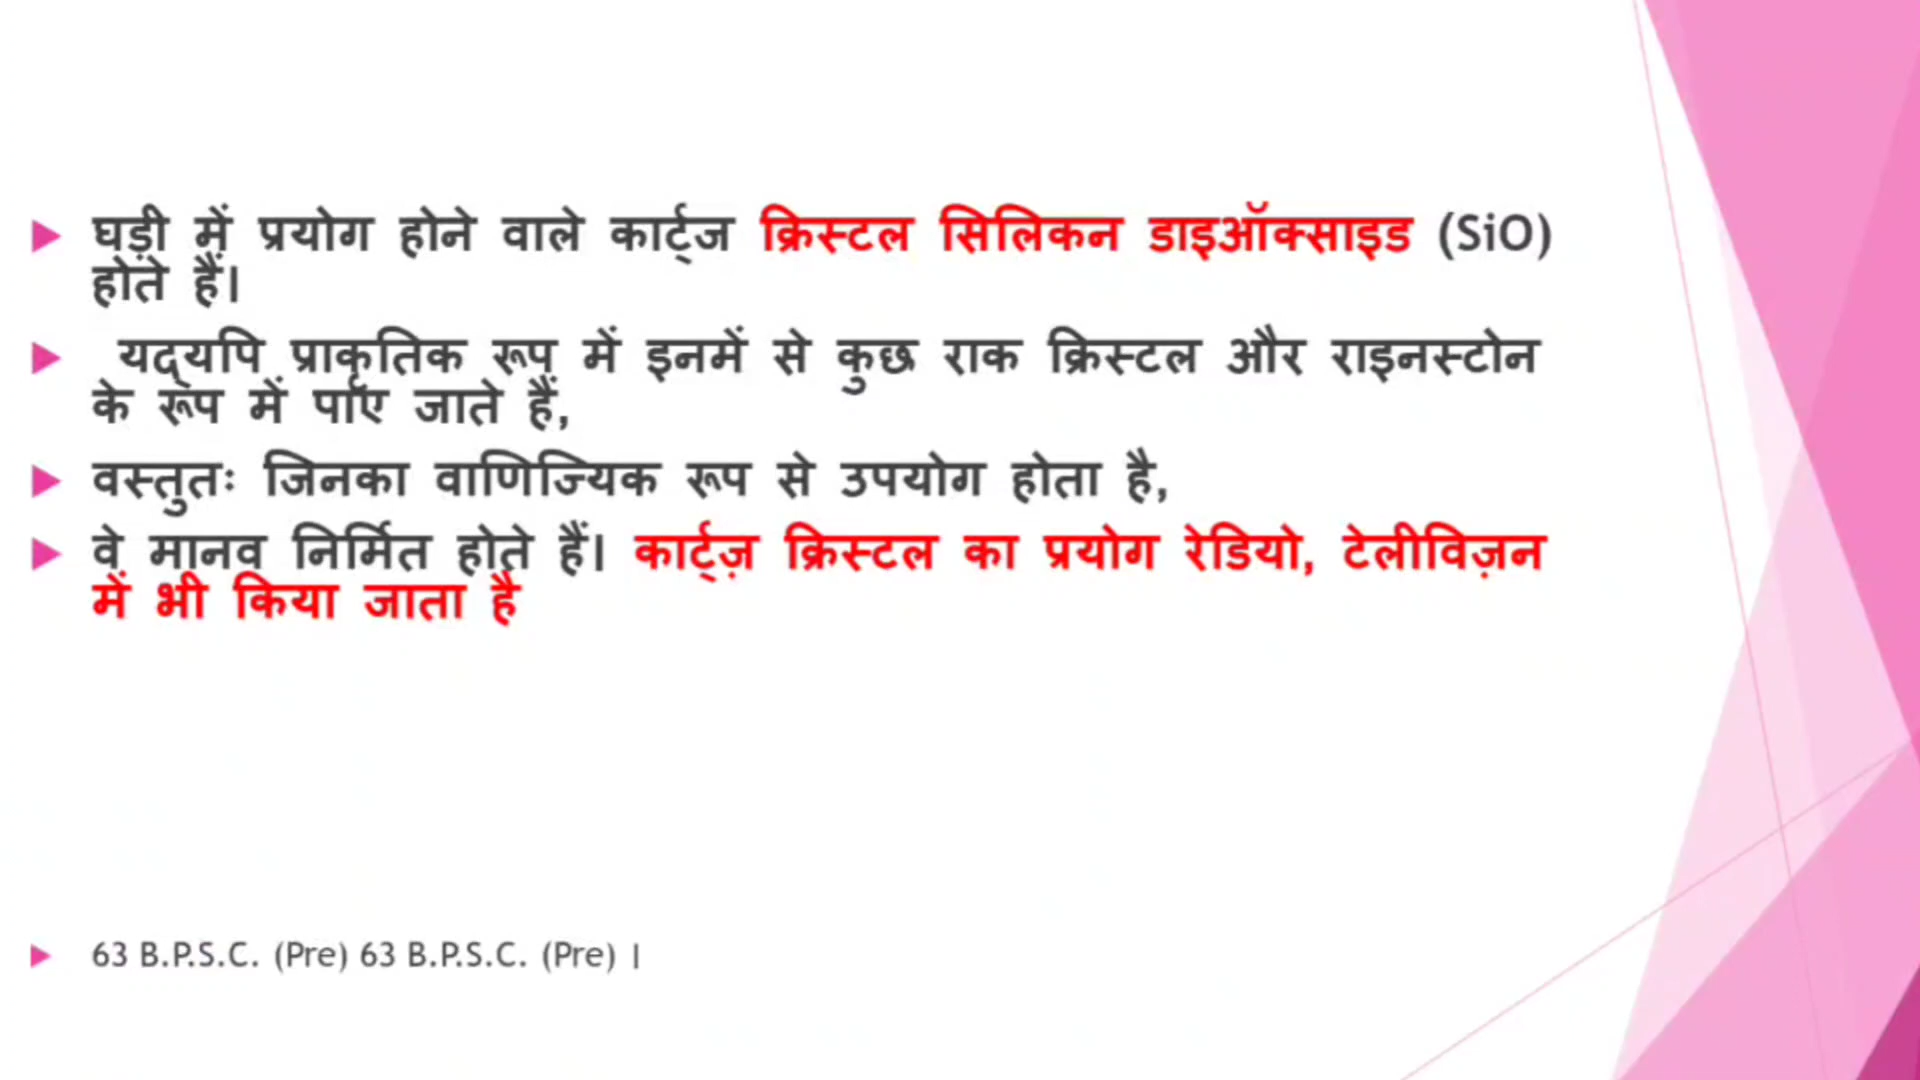 घड़ी में प्रयोग होने वाले कार्ट्ज क्रिस्टल सिलिकन डाइऑक्साइड (SiO)
होते हैं।
यद्यपि प्राकृतिक रूप में इनमें से कुछ राक क्रिस्टल और राइनस्टोन
के रूप में पाए जाते हैं,
वस्तुतः जिनका वाणिज्यिक रूप से उपयोग होता है,
वे मानव निर्मित होते हैं। कार्ट्ज़ क्रिस्टल का प्रयोग रेडियो, टेलीविज़न
में भी किया जाता है
63 B.P.S.C. (Pre) 63 B.P.S.C. (Pre) ।